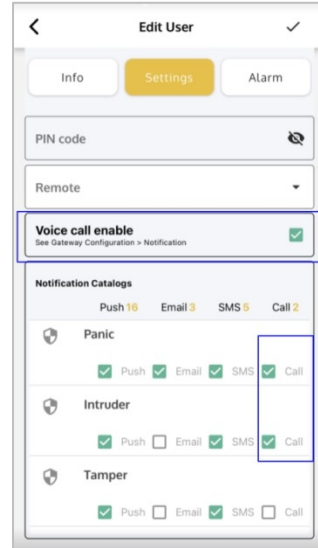 Edit User
Info Settings Alarm
PIN code
Remote
Voice call enable
See Gateway Configuration > Notification
Notification Catalogs
Push 16 Email 3 SMS 5 Call 2
Panic
Push Email SMS Call
Intruder
Push Email SMS Call
Tamper
Push Email SMS Call